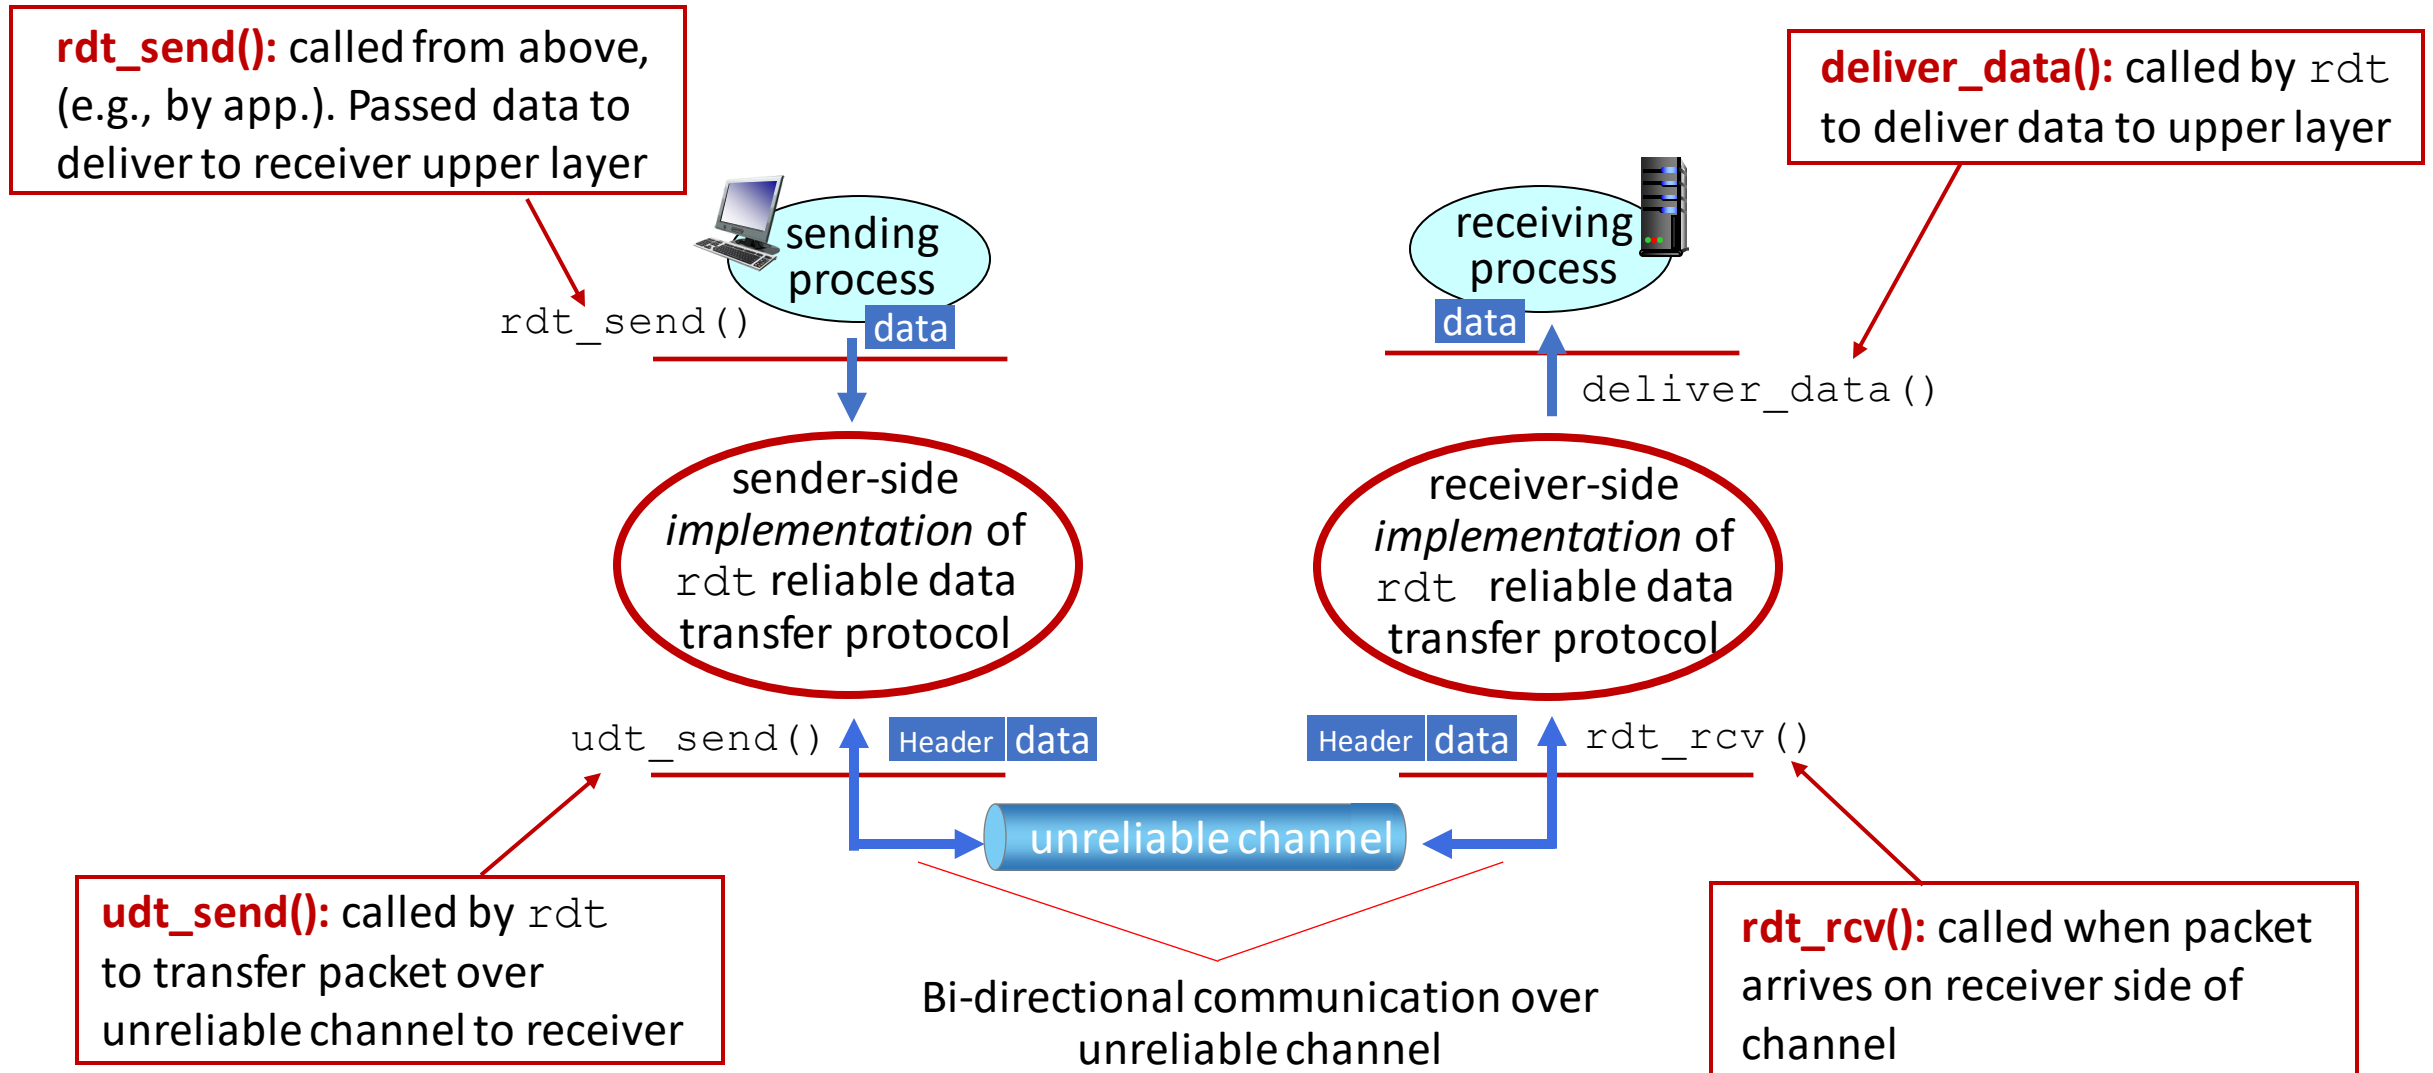 rdt_send(): called from above,
(e.g., by app.). Passed data to
deliver to receiver upper layer
deliver_data(): called by rdt
to deliver data to upper layer
sending
process
receiving
process
rdt_send()
data
data
deliver_data()
sender-side
implementation of
rdt reliable data
transfer protocol
receiver-side
implementation of
rdt reliable data
transfer protocol
udt_send()
Header data
Header data
rdt_rcv()
unreliable channel
udt_send(): called by rdt
to transfer packet over
unreliable channel to receiver
Bi-directional communication over
unreliable channel
rdt_rcv(): called when packet
arrives on receiver side of
channel